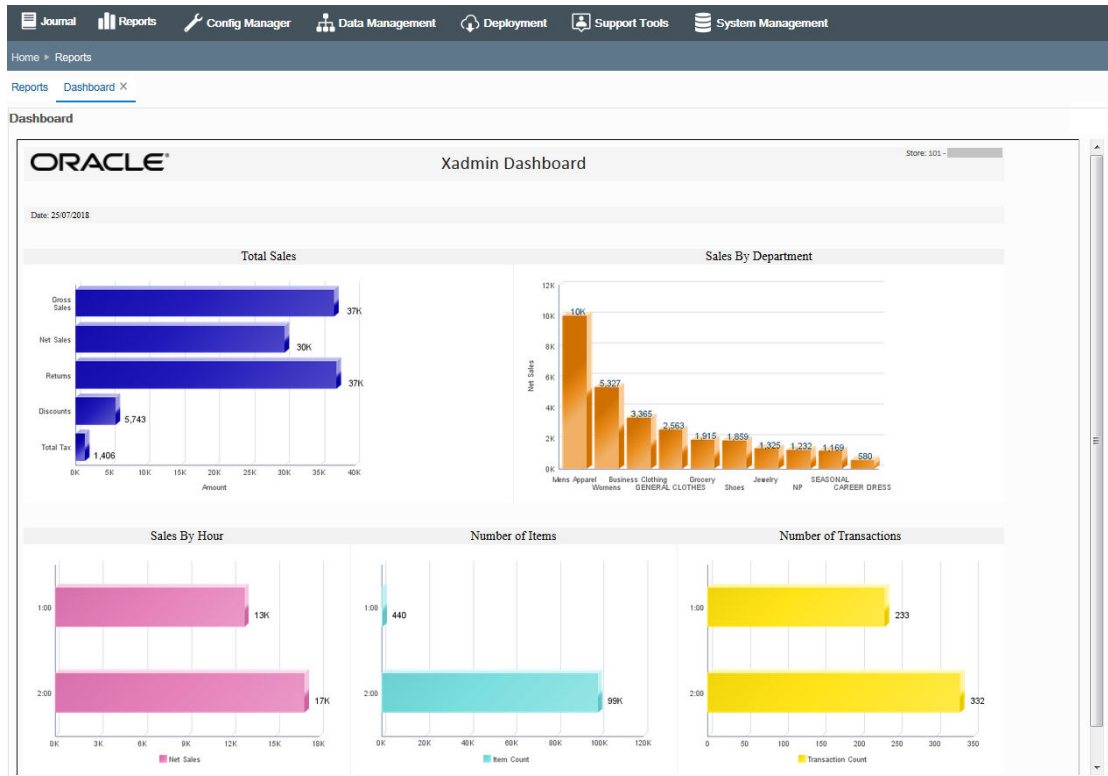 Journal Reports Config Manager Data Management Deployment Support Tools System Management
Home Reports
Reports Dashboard ×
Dashboard
ORACLE
Xadmin Dashboard
Store: 101 -
Date: 25/07/2018
Total Sales
Gross
Sales
37K
Net Sales
30K
Returns
37K
Discounts
5,743
Total Tax
1,406
0K 5K 10K 15K 20K 25K 30K 35K 40K
Amount
Sales By Department
12K
10K
8K
6K
4K
2K
0K
Net Sales
10K 5,327 3,365 2,563 1,915 1,859 1,325 1,232 1,169 580
Mens Apparel Business Clothing Grocery Jewelry SEASONAL
Womens GENERAL CLOTHES Shoes NP CAREER DRESS
Sales By Hour
1:00
13K
2:00
17K
0K 3K 6K 9K 12K 15K 18K
Net Sales
Number of Items
1:00
440
2:00
99K
0K 20K 40K 60K 80K 100K 120K
Item Count
Number of Transactions
1:00
233
2:00
332
0 50 100 150 200 250 300 350
Transaction Count